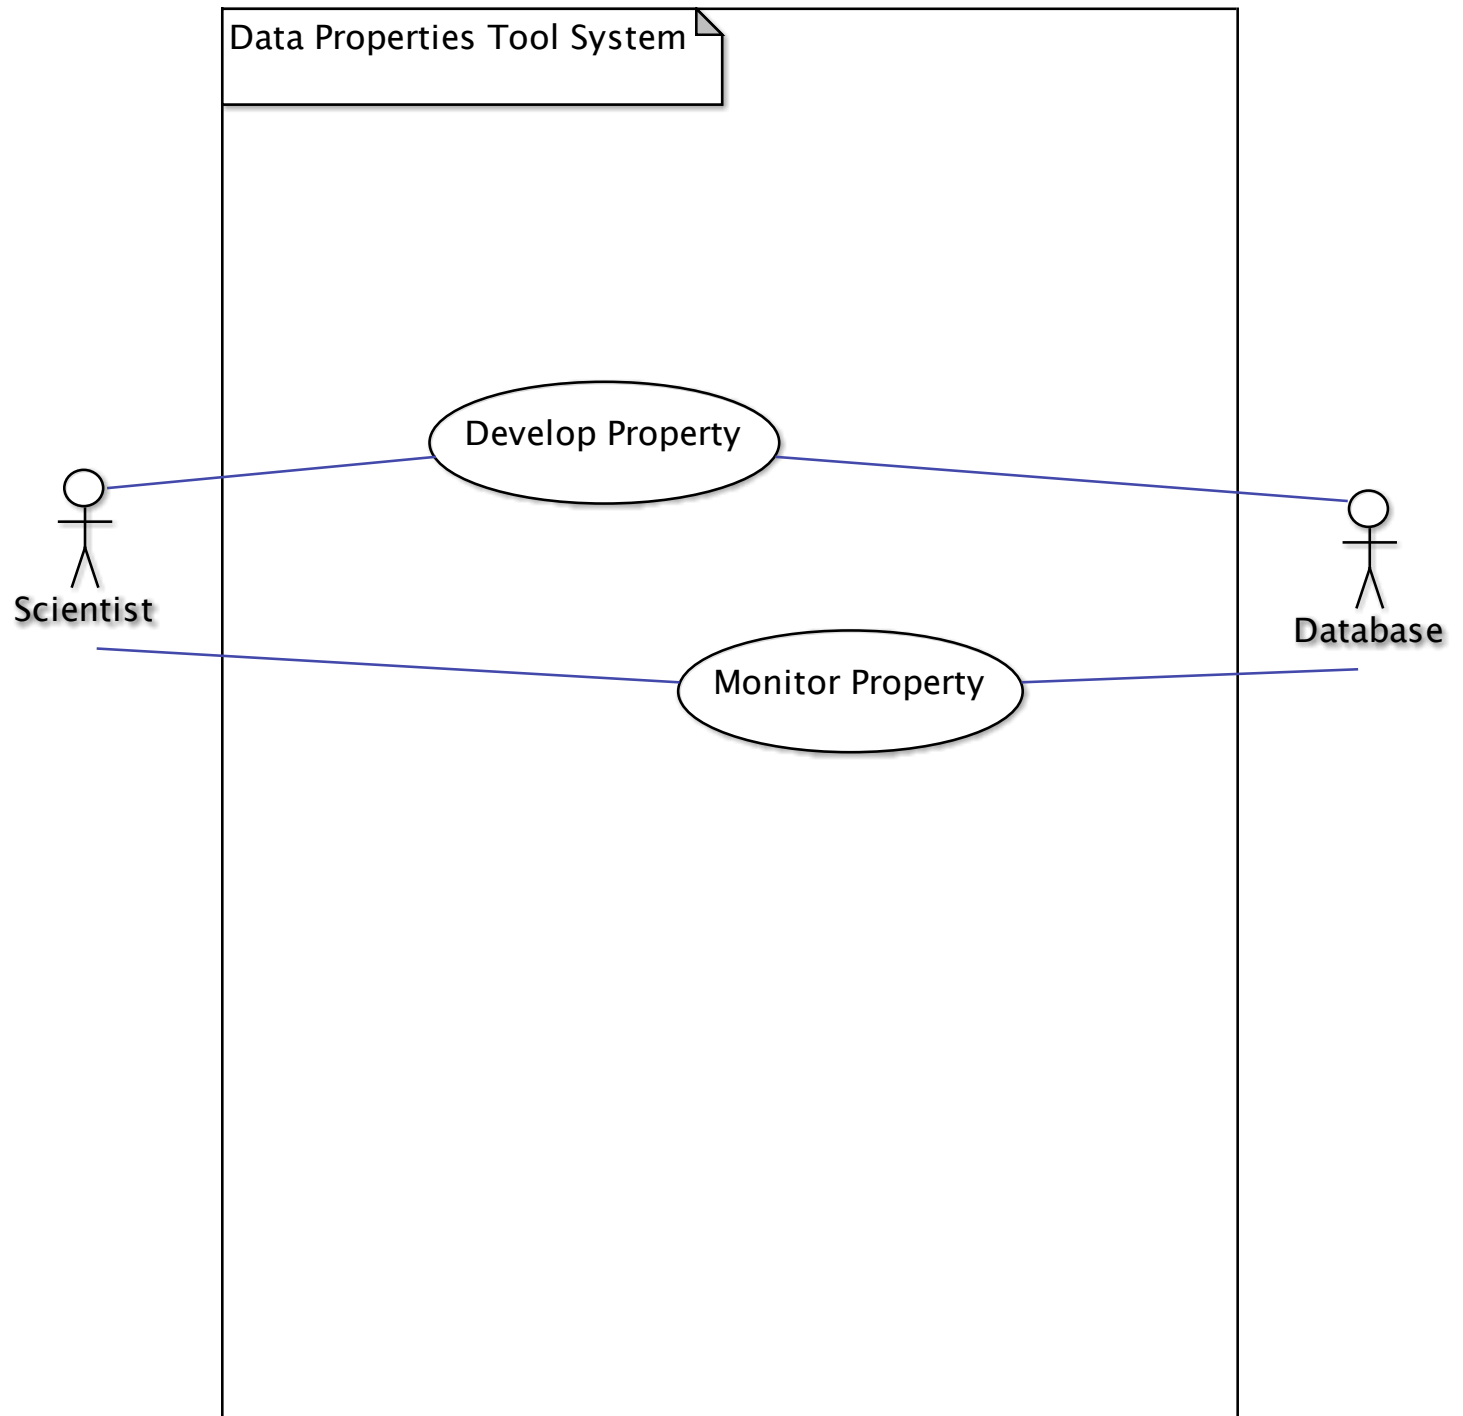 Data Properties Tool System
Develop Property
Scientist
Database
Monitor Property